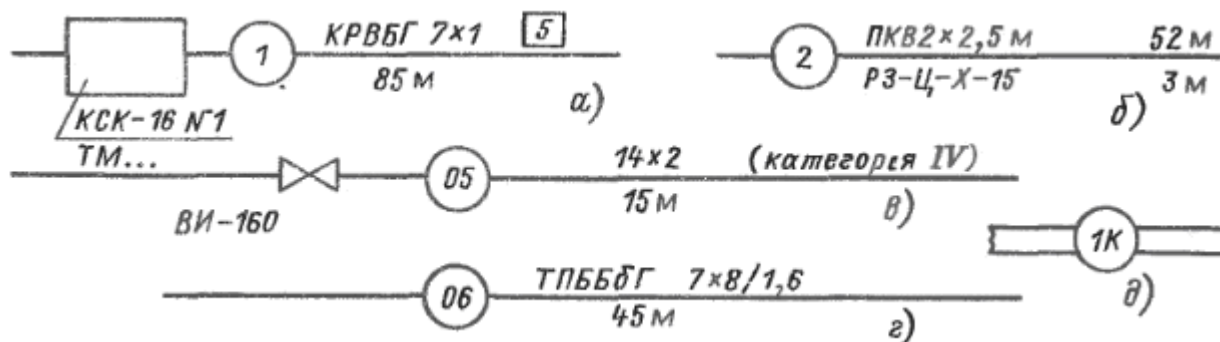 1 КРВБГ 7×1 5
85 м
а)
КСК-16 №1
ТМ...
2 ПКВ2×2,5 м 52 м
РЗ-Ц-Х-15 3 м
б)
ВИ-160
05 14×2 (категория IV)
15 м
в)
1К
д)
06 ТПББбГ 7×8/1,6
45 м
г)